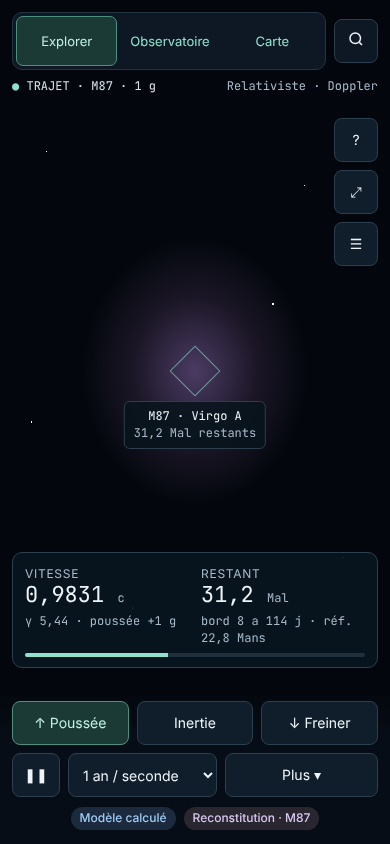 Explorer Observatoire Carte
● TRAJET · M87 · 1 g Relativiste · Doppler
?
M87 · Virgo A
31,2 Mal restants
VITESSE RESTANT
0,9831 c 31,2 Mal
γ 5,44 · poussée +1 g bord 8 a 114 j · réf.
22,8 Mans
↑ Poussée Inertie ↓ Freiner
1 an / seconde Plus ▾
Modèle calculé Reconstitution · M87